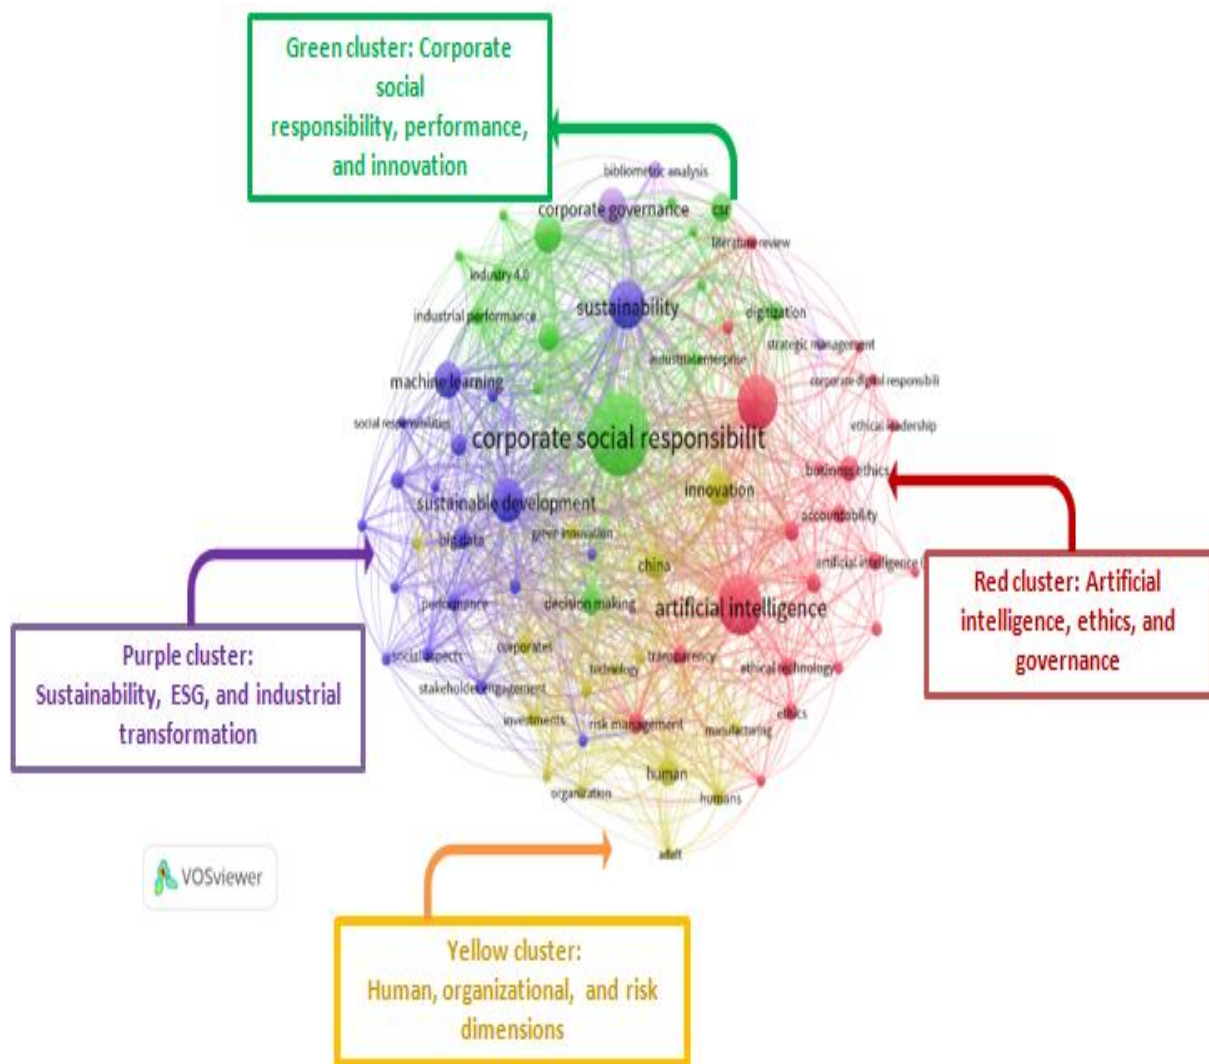 Green cluster: Corporate
social
responsibility, performance,
and innovation
bibliometric analysis
corporate governance
csr
literature review
industry 4.0
sustainability
industrial performance
digitization
strategic management
industrial enterprise
machine learning
corporate digital responsibili
social responsibilities
ethical leadership
corporate social responsibilit
business ethics
innovation
sustainable development
accountability
big data
green innovation
china
artificial intelligence (
performance
decision making
artificial intelligence
Red cluster: Artificial
intelligence, ethics, and
governance
social aspects
corporates
technology
transparency
ethical technology
stakeholder engagement
investments
risk management
ethics
manufacturing
human
organization
humans
adult
Purple cluster:
Sustainability, ESG, and industrial
transformation
VOSviewer
Yellow cluster:
Human, organizational, and risk
dimensions